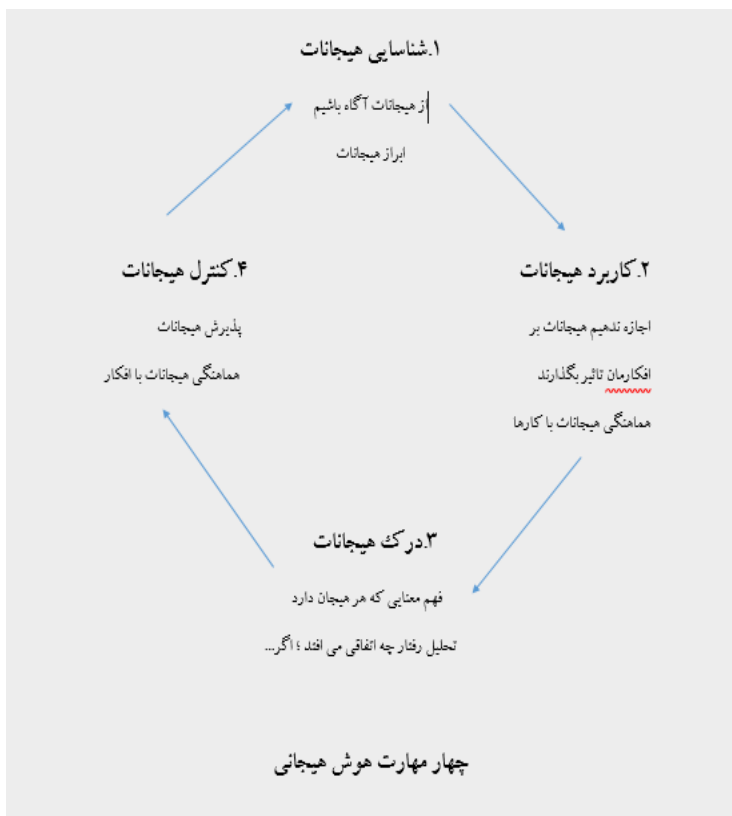 ۱.شناسایی هیجانات
از هیجانات آگاه باشیم
ابراز هیجانات
۲.کاربرد هیجانات
اجازه ندهیم هیجانات بر
افکارمان تاثیر بگذارند
هماهنگی هیجانات با کارها
۳.درک هیجانات
فهم معنایی که هر هیجان دارد
تحلیل رفتار چه اتفاقی می افتد ؛ اگر...
۴.کنترل هیجانات
پذیرش هیجانات
هماهنگی هیجانات با افکار
چهار مهارت هوش هیجانی